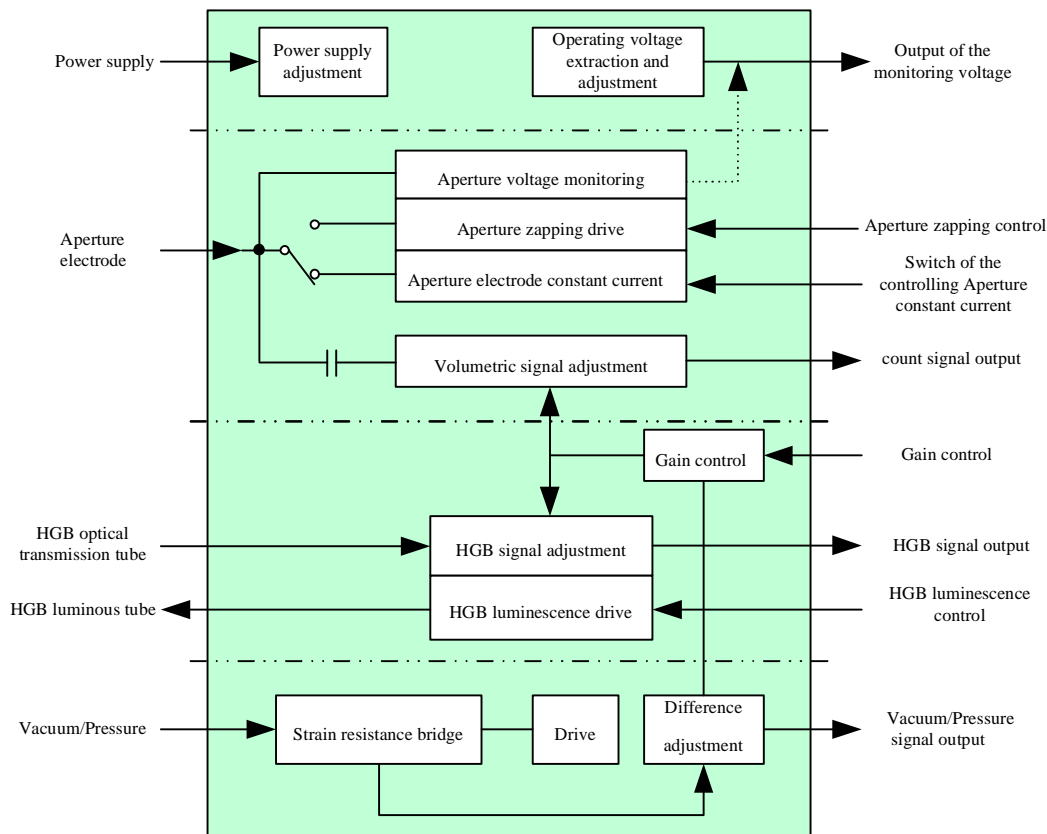 Power supply
Power supply
adjustment
Operating voltage
extraction and
adjustment
Output of the
monitoring voltage
Aperture voltage monitoring
Aperture
electrode
Aperture zapping drive
Aperture zapping control
Aperture electrode constant current
Switch of the
controlling Aperture
constant current
Volumetric signal adjustment
count signal output
Gain control
Gain control
HGB optical
transmission tube
HGB signal adjustment
HGB signal output
HGB luminous tube
HGB luminescence drive
HGB luminescence
control
Vacuum/Pressure
Strain resistance bridge
Drive
Difference
adjustment
Vacuum/Pressure
signal output